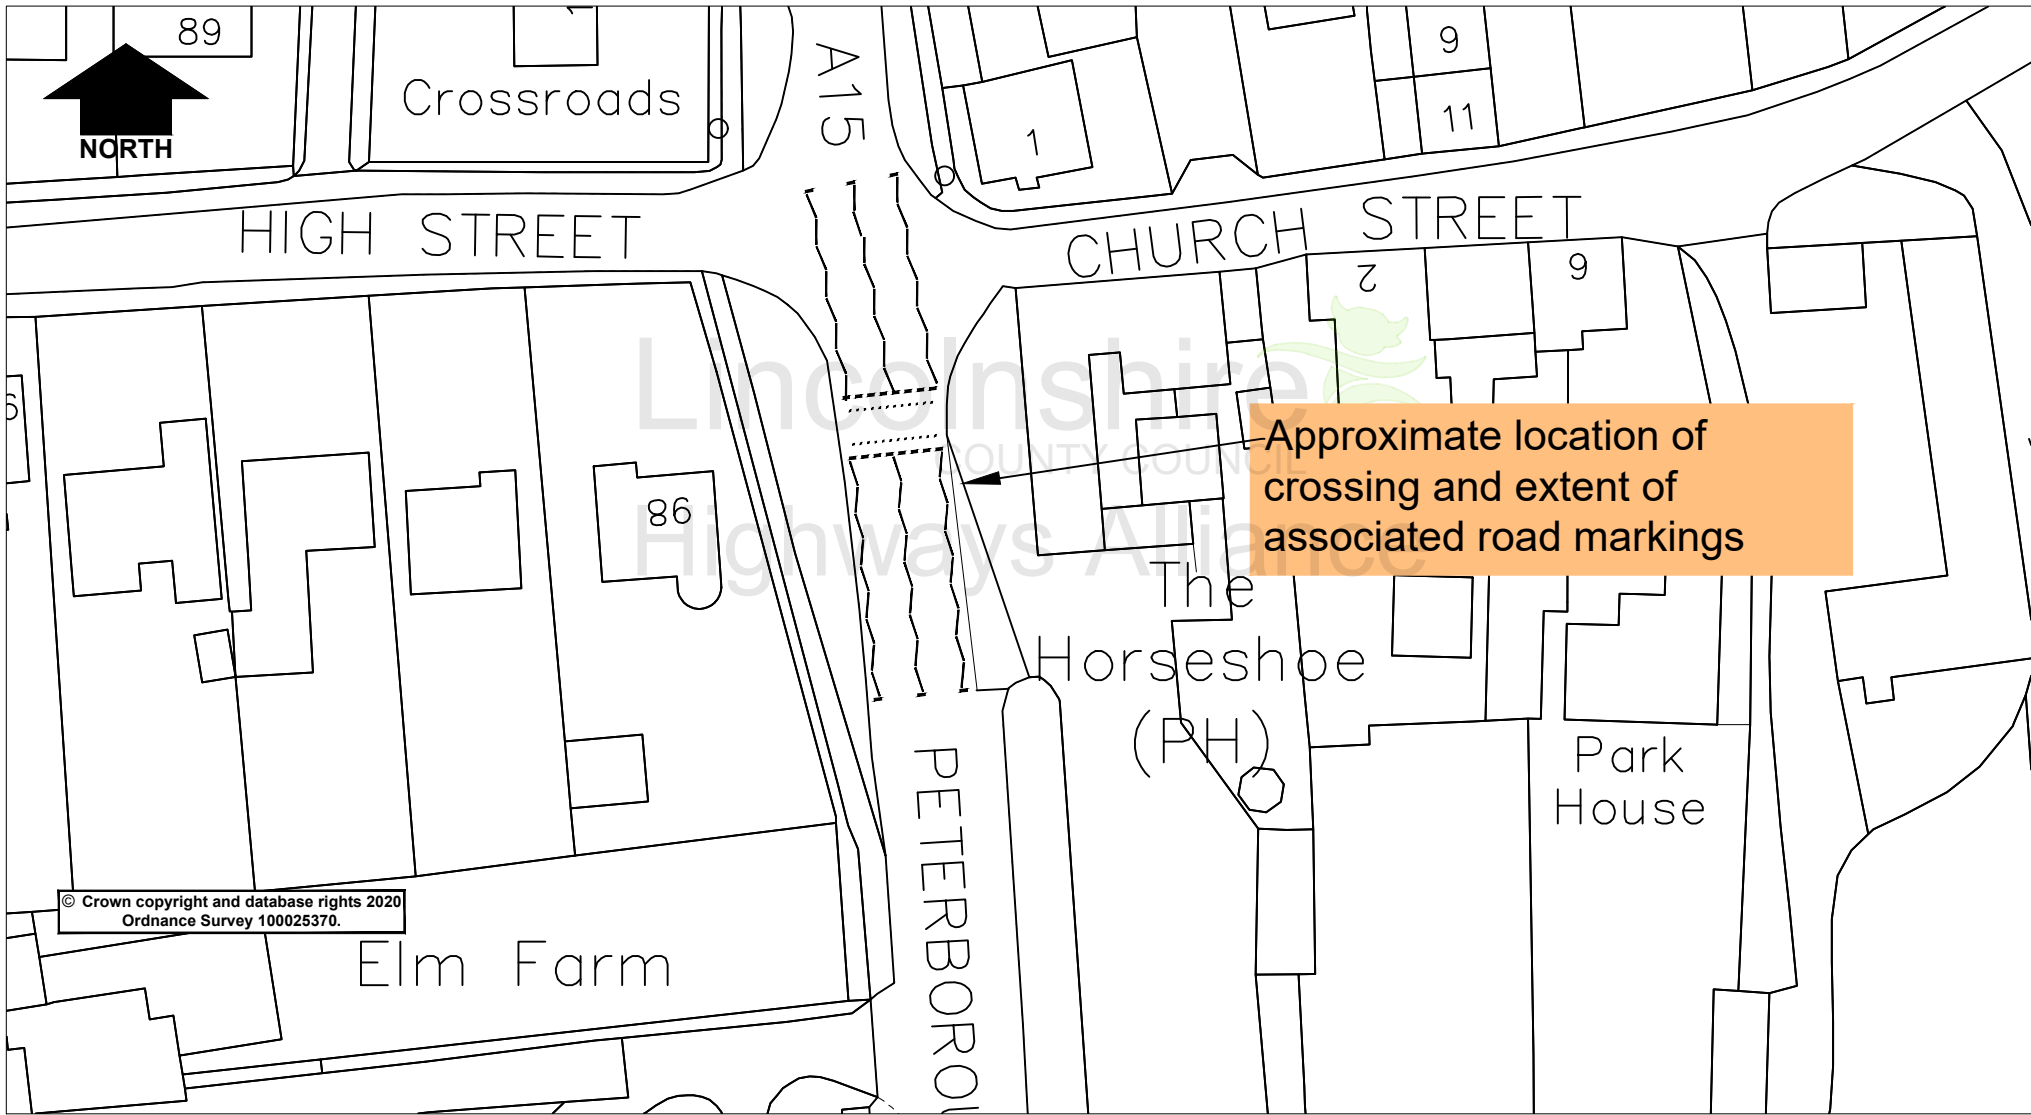 89
NORTH
Crossroads
A15
1
9
11
HIGH STREET
CHURCH STREET
2
6
Lincolnshire
COUNTY COUNCIL
Highways Alliance
Approximate location of
crossing and extent of
associated road markings
98
The
Horseshoe
(PH)
Park
House
© Crown copyright and database rights 2020
Ordnance Survey 100025370.
Elm Farm
PETERBOROU